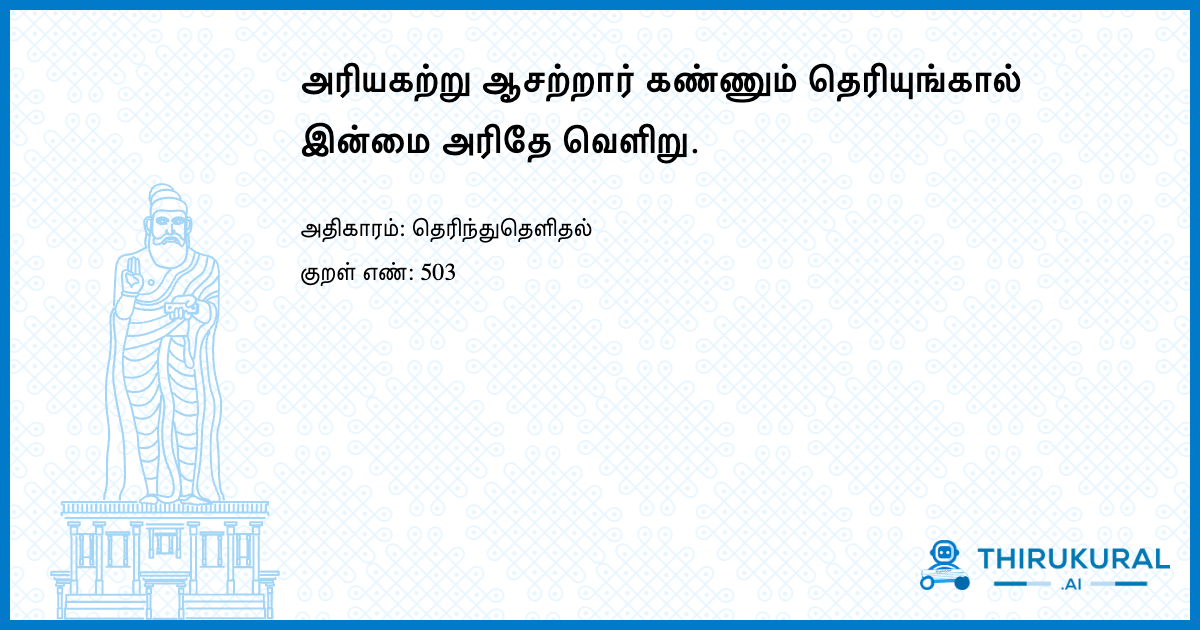 அரியகற்று ஆசற்றார் கண்ணும் தெரியுங்கால்
இன்மை அரிதே வெளிறு.
அதிகாரம்: தெரிந்துதெளிதல்
குறள் எண்: 503
THIRUKURAL
.AI